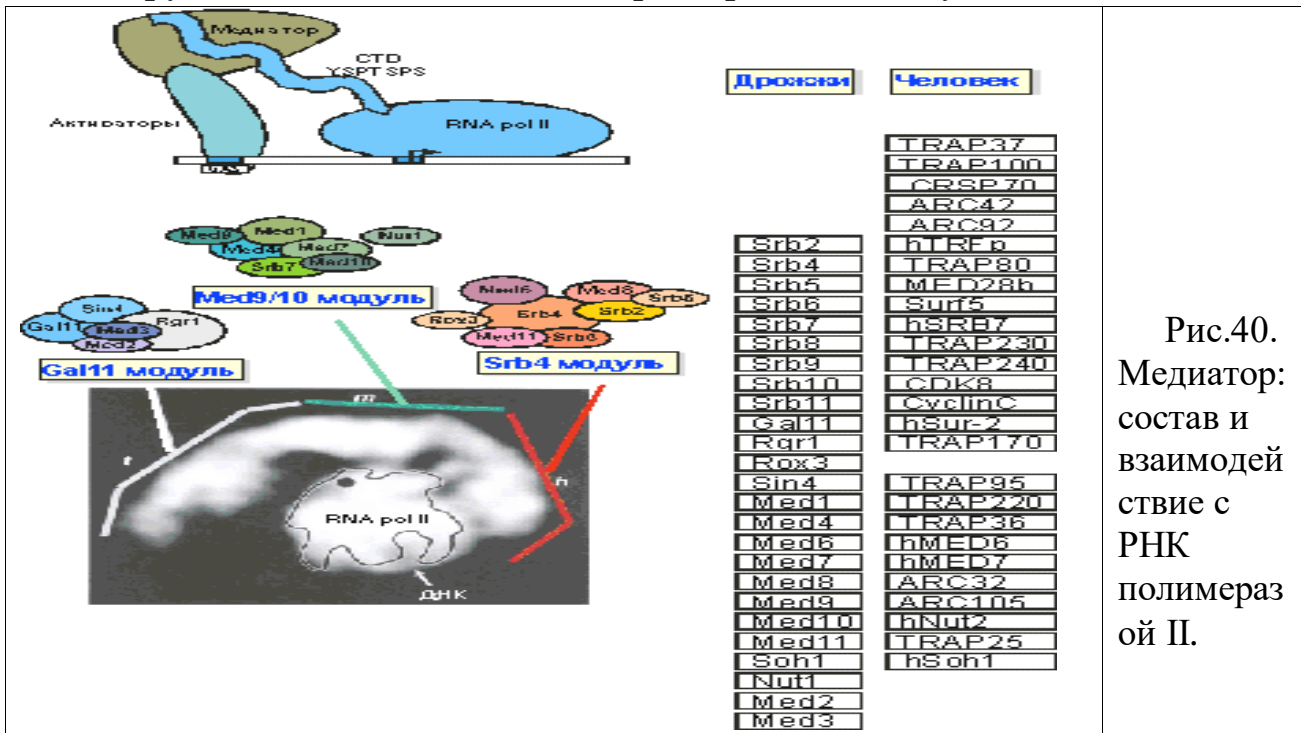 Медиатор
CTD
YSPT SPS
Активаторы
RNA pol II
Med1
Med7
Nut1
Med4
Srb7
Med10
Med9/10 модуль
Sin4
Rgr1
Gal11
Med3
Med2
Gal11 модуль
Med6
Med8
Srb5
Rox3
Srb4
Srb2
Med11
Srb6
Srb4 модуль
m
h
RNA pol II
ДНК
Дрожжи
Srb2
Srb4
Srb5
Srb6
Srb7
Srb8
Srb9
Srb10
Srb11
Gal11
Rgr1
Rox3
Sin4
Med1
Med4
Med6
Med7
Med8
Med9
Med10
Med11
Soh1
Nut1
Med2
Med3
Человек
TRAP37
TRAP100
CRSP70
ARC42
ARC92
hTRFp
TRAP80
MED28b
Surf5
hSRB7
TRAP230
TRAP240
CDK8
CyclinC
hSur-2
TRAP170
TRAP95
TRAP220
TRAP36
hMED6
hMED7
ARC32
ARC105
hNut2
TRAP25
hSoh1
Рис.40.
Медиатор:
состав и
взаимодей
ствие с
РНК
полимераз
ой II.